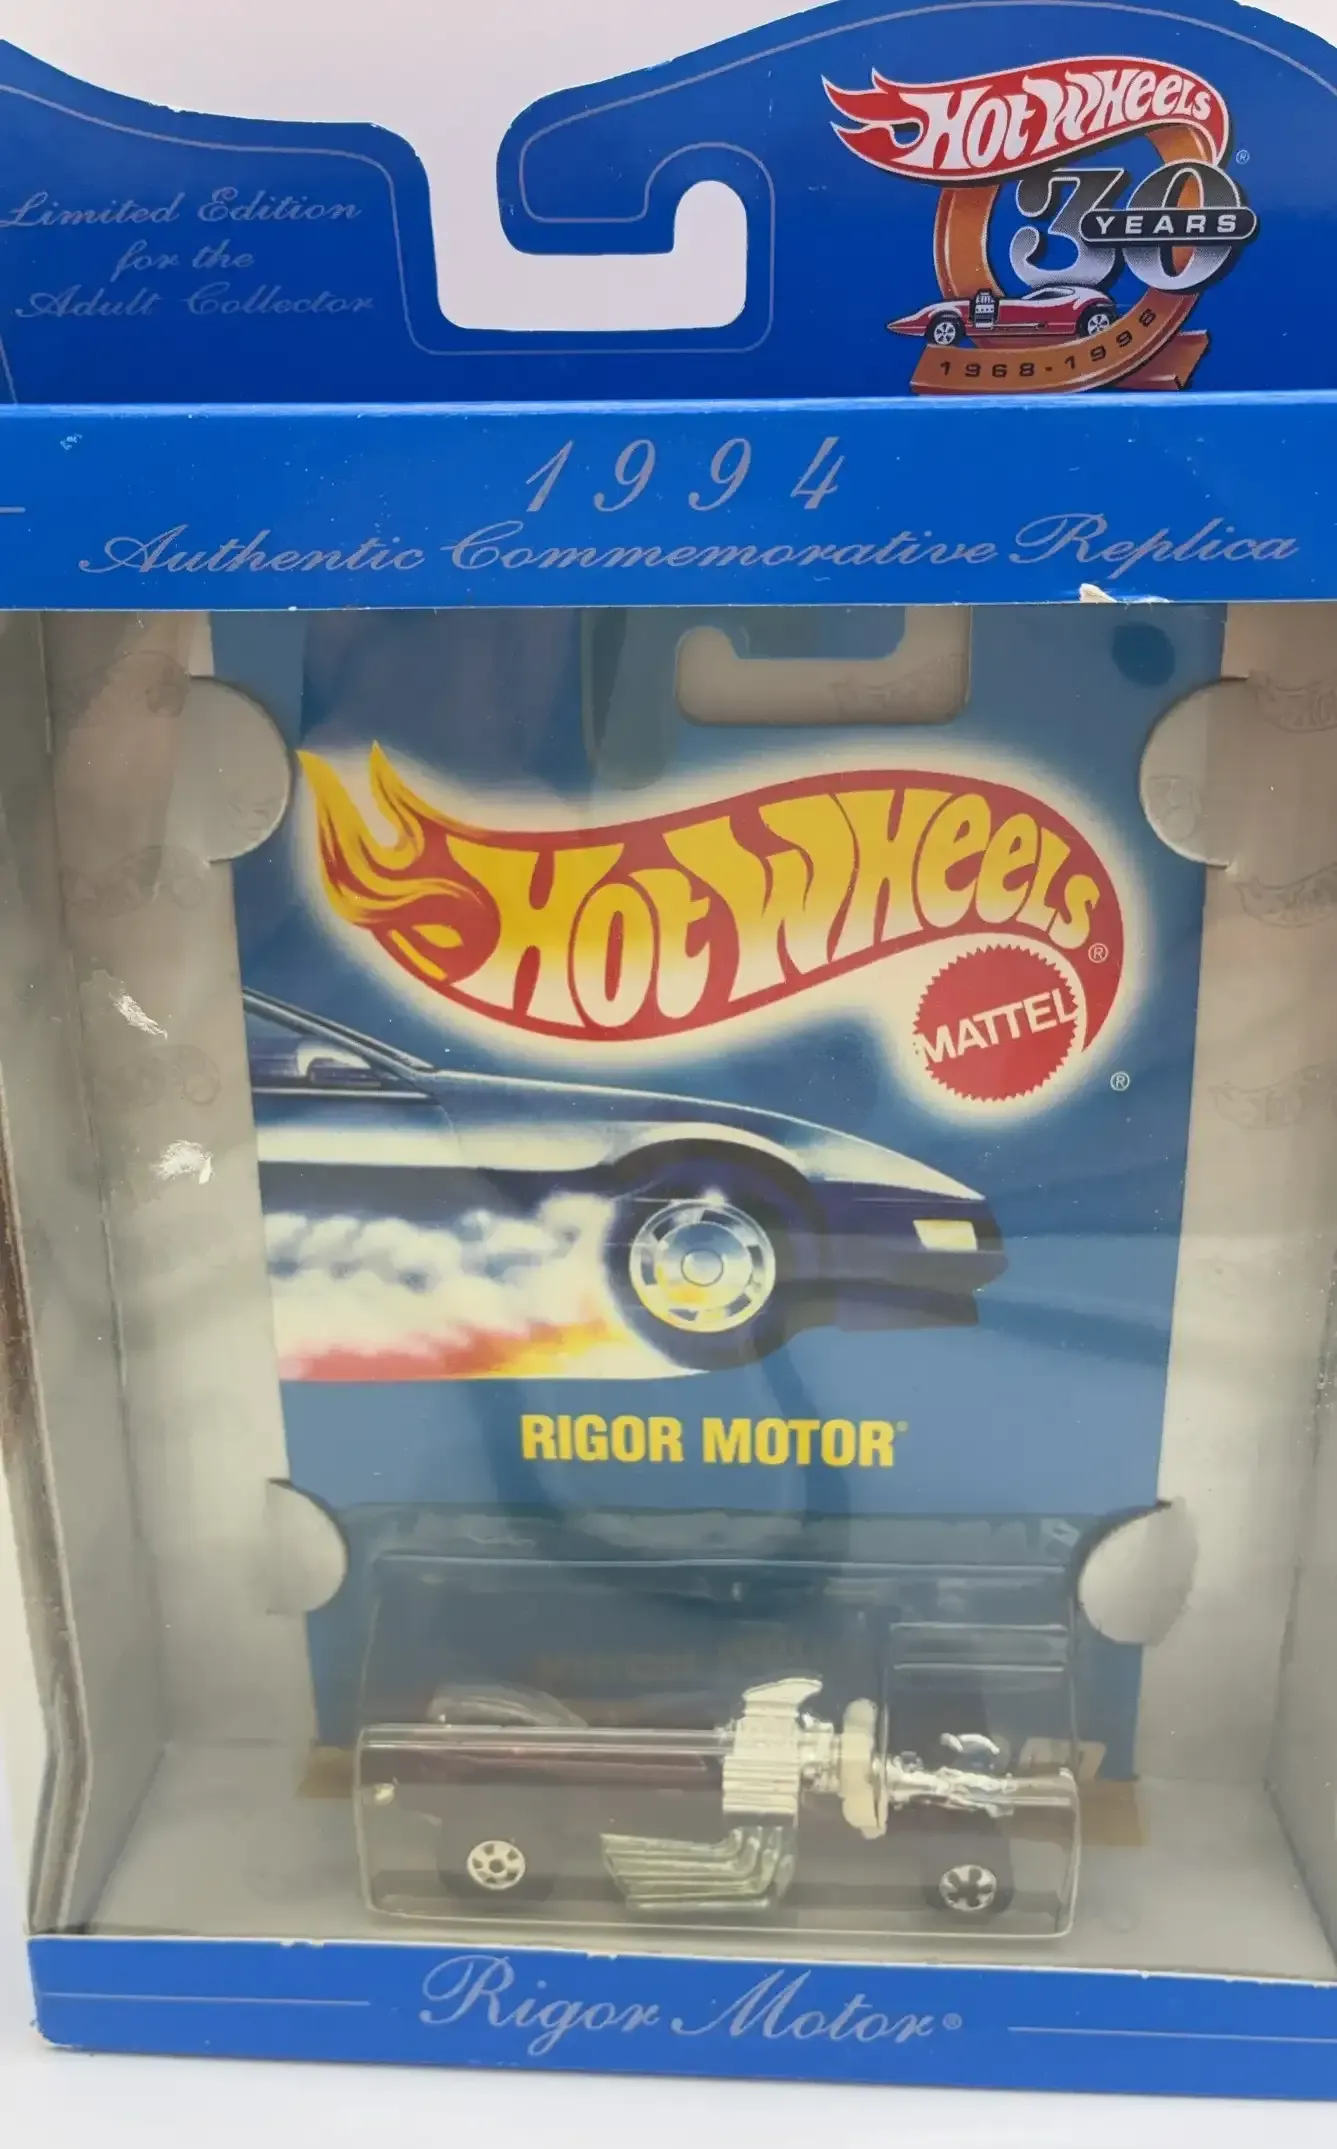 Limited Edition
for the
Adult Collector
HOT WHEELS ®
30
YEARS
1968-1998
1994
Authentic Commemorative Replica
HOT WHEELS ®
MATTEL
®
RIGOR MOTOR®
Rigor Motor®